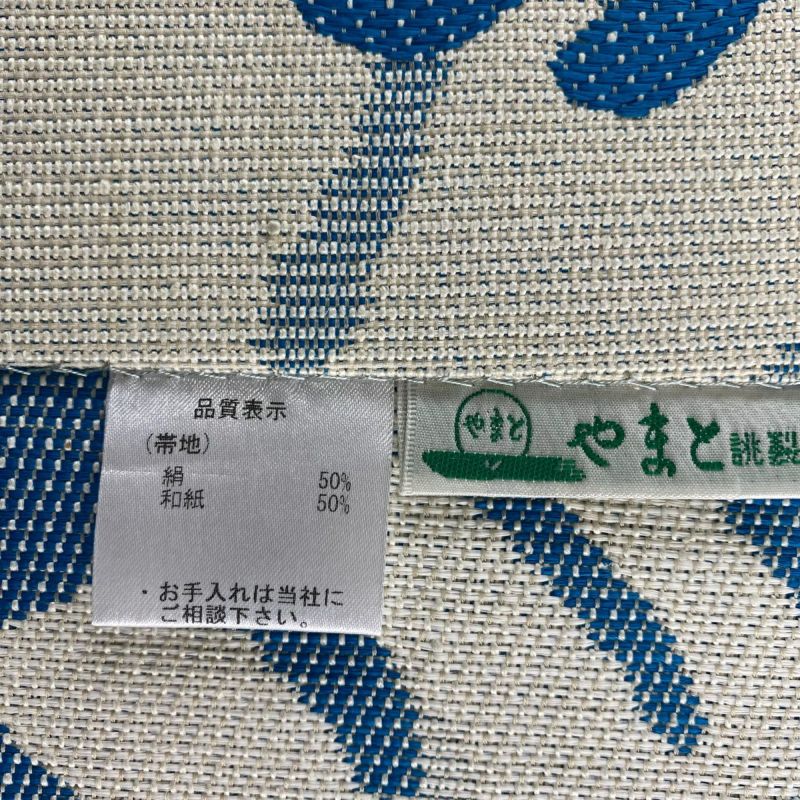 品質表示
(帯地)
絹 50%
和紙 50%
・お手入れは当社に
ご相談下さい。
やまと
やまと誂製